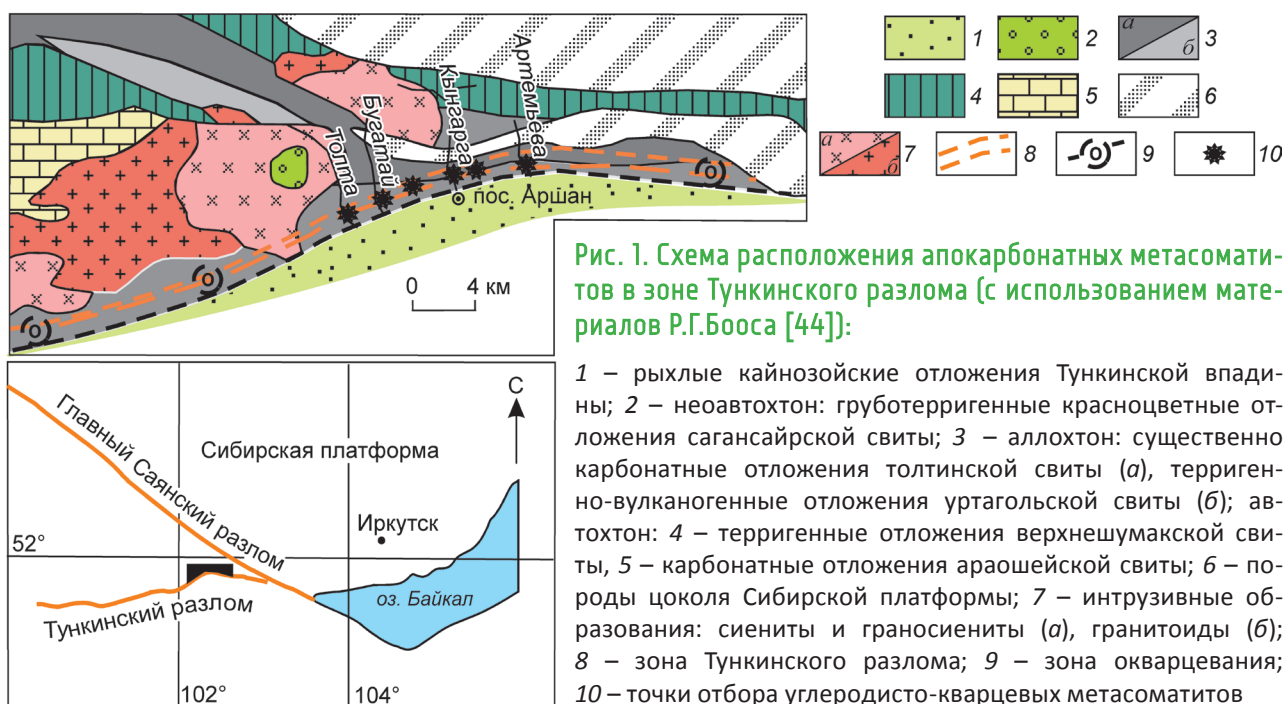 Толта
Бугатай
Кынгарга
Артемьева
пос. Аршан
0 4 км
а б 3
1 2
4 5 6
а б 7 8 9 10
Главный Саянский разлом
Сибирская платформа
С
Иркутск
52°
оз. Байкал
Тункинский разлом
102° 104°
Рис. 1. Схема расположения апокарбонатных метасомати-
тов в зоне Тункинского разлома (с использованием мате-
риалов Р.Г.Бооса [44]):
1 – рыхлые кайнозойские отложения Тункинской впади-
ны; 2 – неоавтохтон: груботерригенные красноцветные от-
ложения сагансайрской свиты; 3 – аллохтон: существенно
карбонатные отложения толтинской свиты (а), терриген-
но-вулканогенные отложения уртагольской свиты (б); ав-
тохтон: 4 – терригенные отложения верхнешумакской сви-
ты, 5 – карбонатные отложения араошейской свиты; 6 – по-
роды цоколя Сибирской платформы; 7 – интрузивные об-
разования: сиениты и граносиениты (а), гранитоиды (б);
8 – зона Тункинского разлома; 9 – зона окварцевания;
10 – точки отбора углеродисто-кварцевых метасоматитов